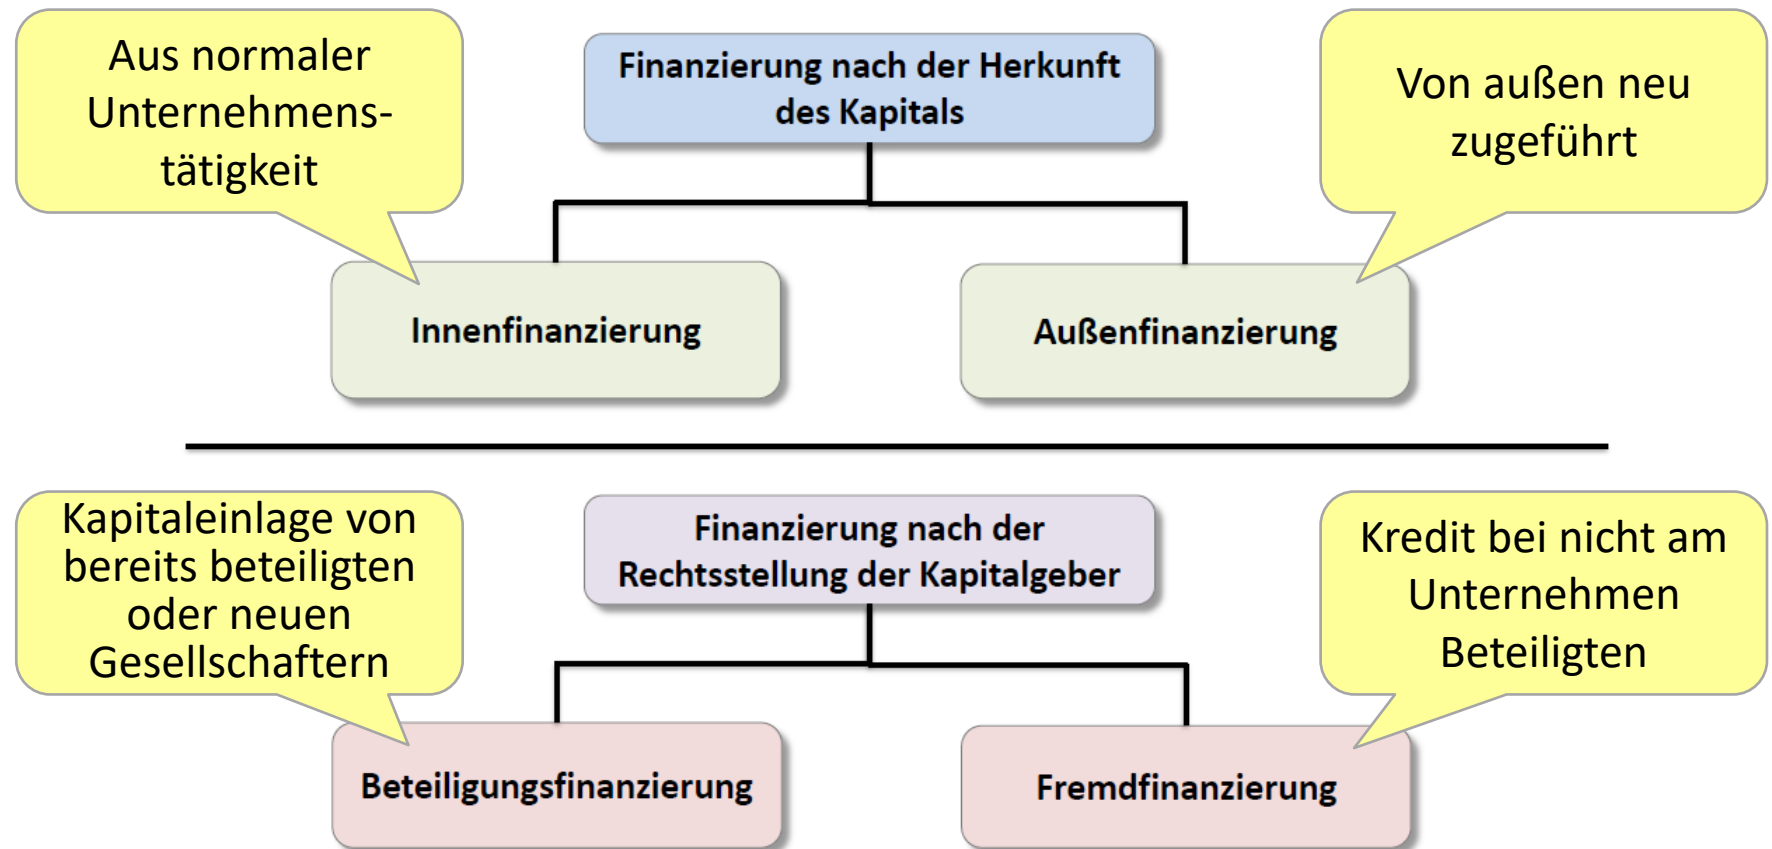 Aus normaler
Unternehmens-
tätigkeit
Finanzierung nach der Herkunft
des Kapitals
Von außen neu
zugeführt
Innenfinanzierung
Außenfinanzierung
Kapitaleinlage von
bereits beteiligten
oder neuen
Gesellschaftern
Finanzierung nach der
Rechtsstellung der Kapitalgeber
Kredit bei nicht am
Unternehmen
Beteiligten
Beteiligungsfinanzierung
Fremdfinanzierung